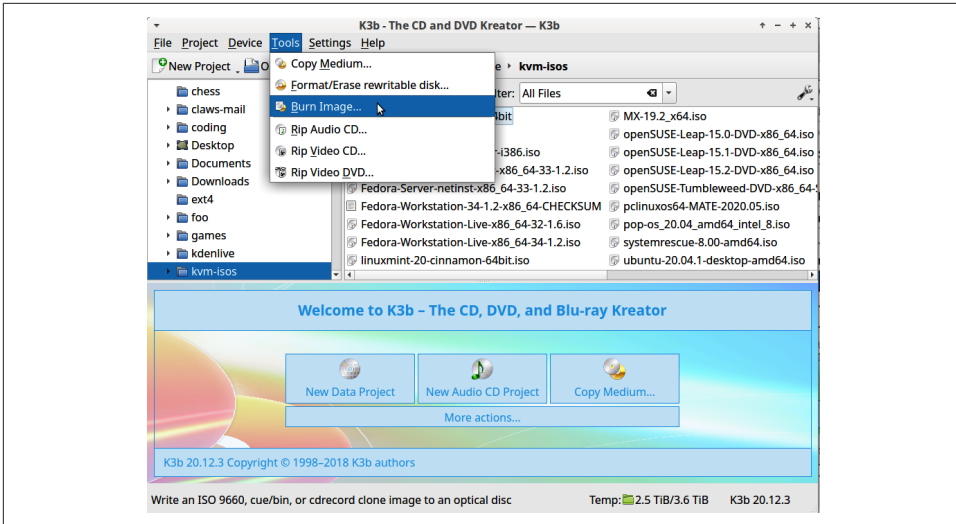 K3b - The CD and DVD Kreator — K3b
File Project Device Tools Settings Help
New Project
Copy Medium...
Format/Erase rewritable disk...
Burn Image...
Rip Audio CD...
Rip Video CD...
Rip Video DVD...
kvm-isos
All Files
chess
claws-mail
coding
Desktop
Documents
Downloads
ext4
foo
games
kdenlive
kvm-isos
-i386.iso
-x86_64-33-1.2.iso
Fedora-Server-netinst-x86_64-33-1.2.iso
Fedora-Workstation-34-1.2-x86_64-CHECKSUM
Fedora-Workstation-Live-x86_64-32-1.6.iso
Fedora-Workstation-Live-x86_64-34-1.2.iso
linuxmint-20-cinnamon-64bit.iso
MX-19.2_x64.iso
openSUSE-Leap-15.0-DVD-x86_64.iso
openSUSE-Leap-15.1-DVD-x86_64.iso
openSUSE-Leap-15.2-DVD-x86_64.iso
openSUSE-Tumbleweed-DVD-x86_64-
pclinuxos64-MATE-2020.05.iso
pop-os_20.04_amd64_intel_8.iso
systemrescue-8.00-amd64.iso
ubuntu-20.04.1-desktop-amd64.iso
Welcome to K3b – The CD, DVD, and Blu-ray Kreator
New Data Project New Audio CD Project Copy Medium...
More actions...
K3b 20.12.3 Copyright © 1998–2018 K3b authors
Write an ISO 9660, cue/bin, or cdrecord clone image to an optical disc Temp: 2.5 TiB/3.6 TiB K3b 20.12.3